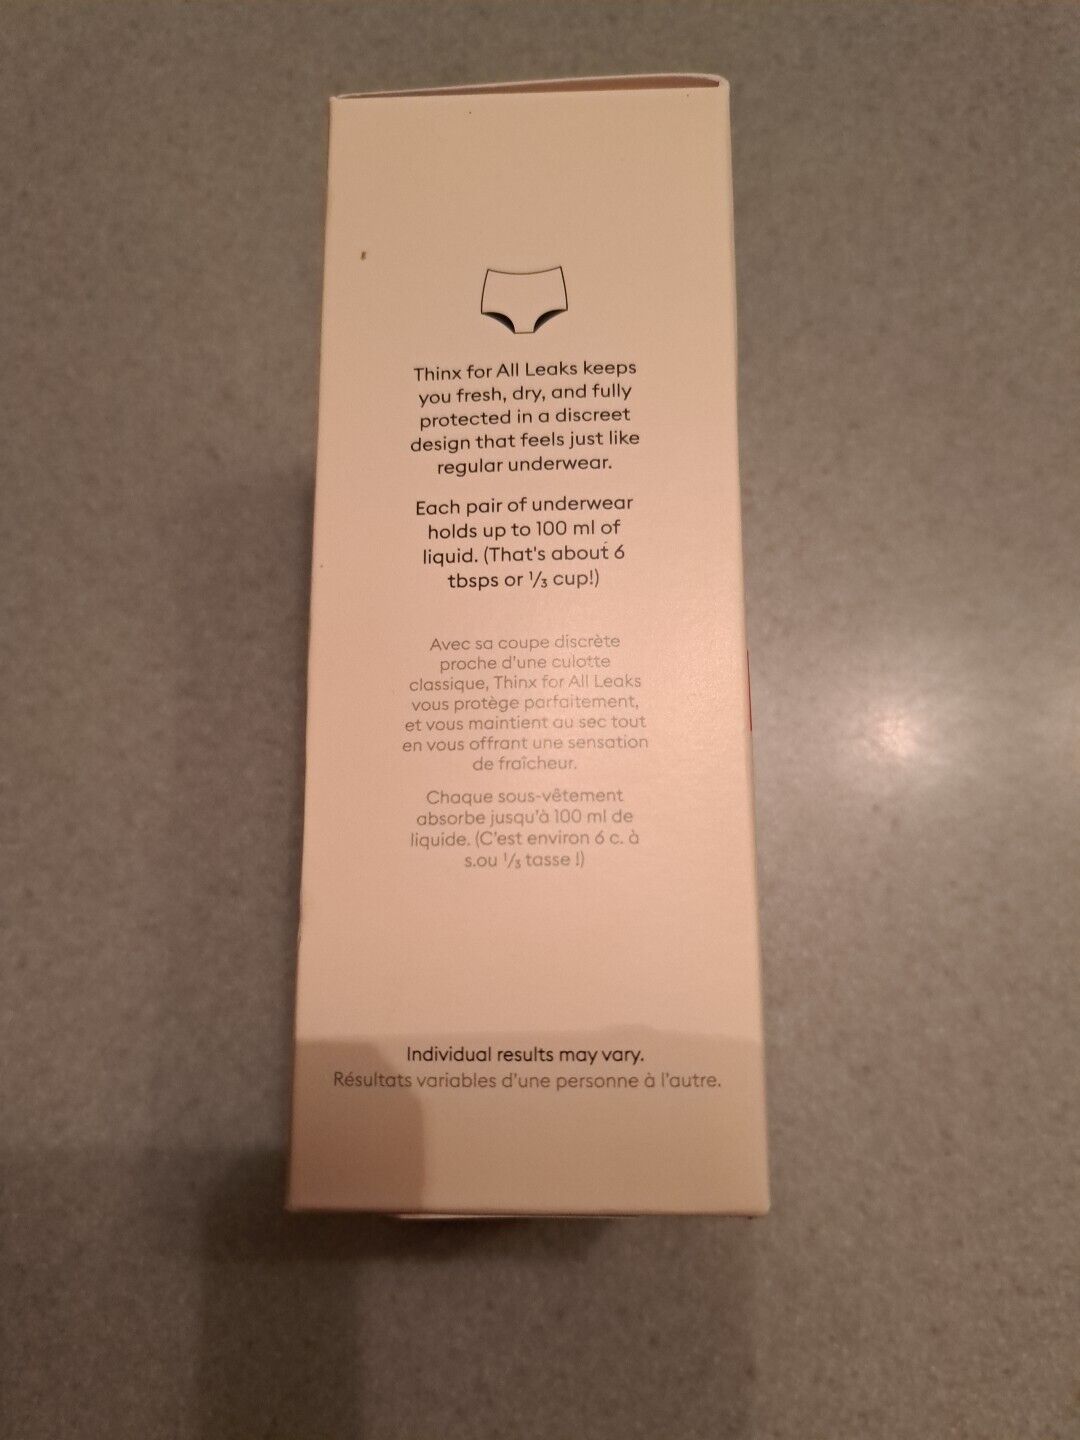 Thinx for All Leaks keeps
you fresh, dry, and fully
protected in a discreet
design that feels just like
regular underwear.
Each pair of underwear
holds up to 100 ml of
liquid. (That's about 6
tbsps or ⅓ cup!)
Avec sa coupe discrète
proche d'une culotte
classique, Thinx for All Leaks
vous protège parfaitement,
et vous maintient au sec tout
en vous offrant une sensation
de fraîcheur.
Chaque sous-vêtement
absorbe jusqu'à 100 ml de
liquide. (C'est environ 6 c. à
s.ou ⅓ tasse !)
Individual results may vary.
Résultats variables d'une personne à l'autre.